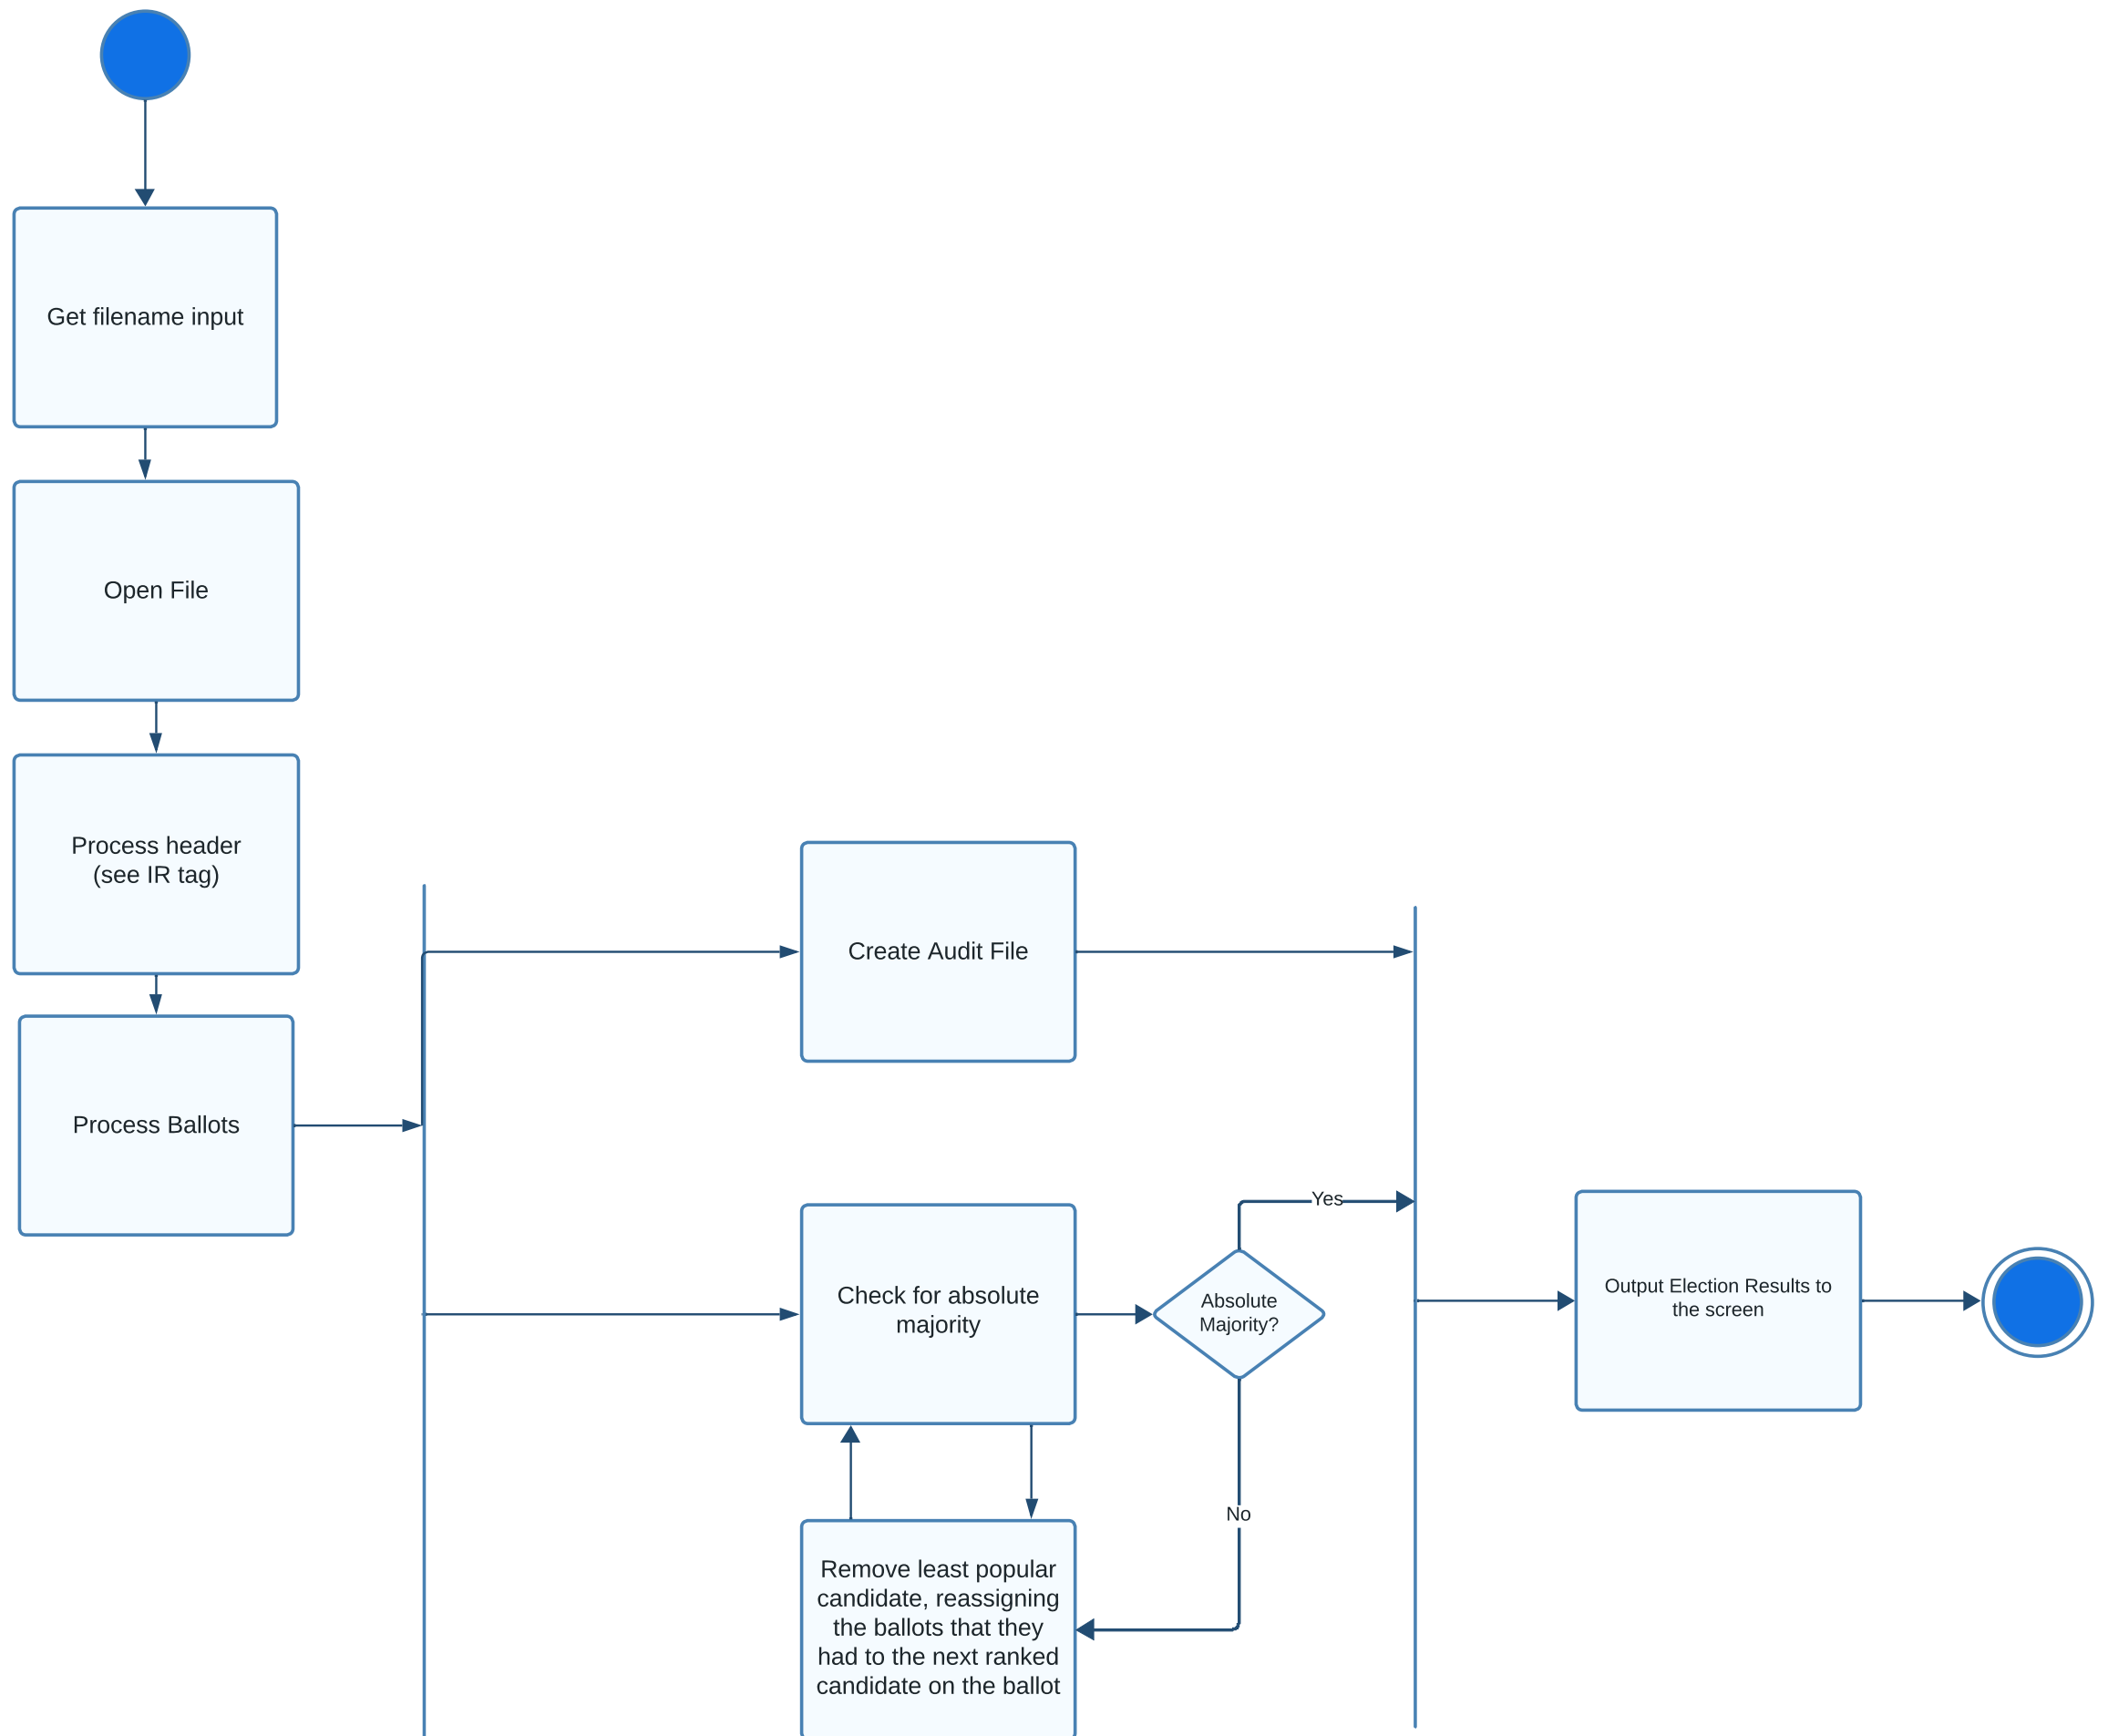 Get filename input
Open File
Process header
(see IR tag)
Process Ballots
Create Audit File
Check for absolute
majority
Absolute
Majority?
Yes
No
Remove least popular
candidate, reassigning
the ballots that they
had to the next ranked
candidate on the ballot
Output Election Results to
the screen